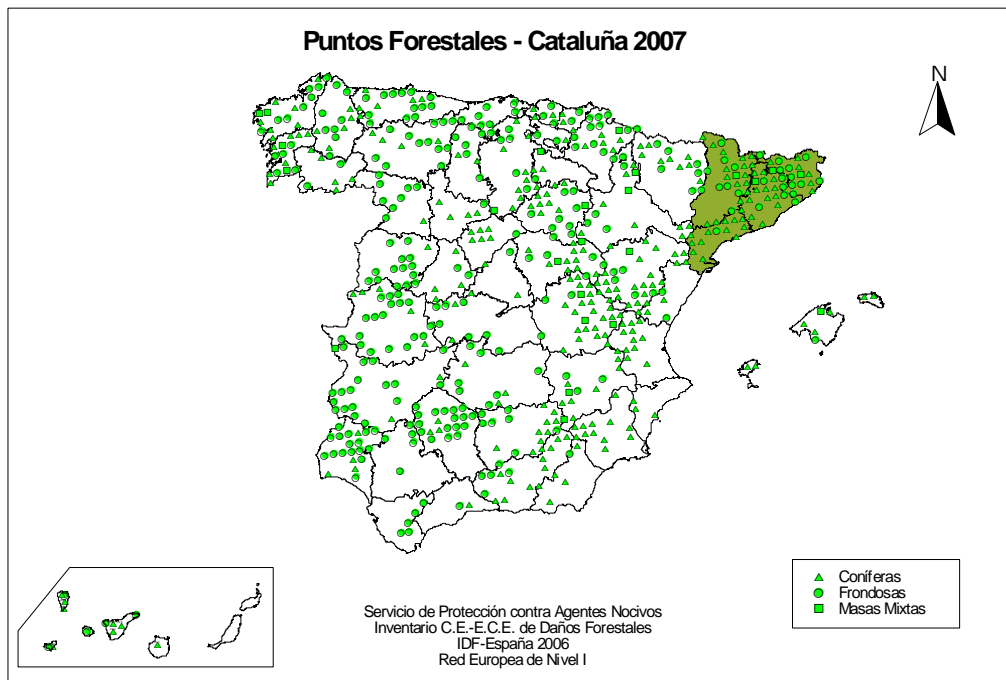 Puntos Forestales - Cataluña 2007
N
Coníferas
Frondosas
Masas Mixtas
Servicio de Protección contra Agentes Nocivos
Inventario C.E.-E.C.E. de Daños Forestales
IDF-España 2006
Red Europea de Nivel I